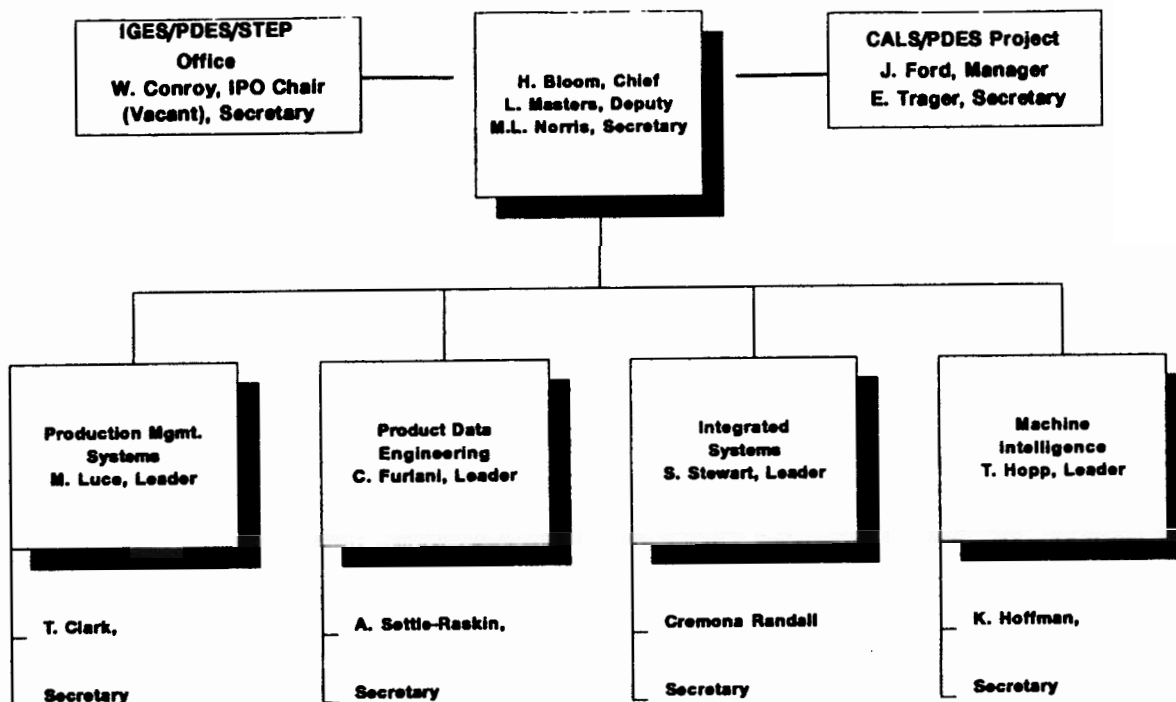 IGES/PDES/STEP
Office
W. Conroy, IPO Chair
(Vacant), Secretary
H. Bloom, Chief
L. Masters, Deputy
M.L. Norris, Secretary
CALS/PDES Project
J. Ford, Manager
E. Trager, Secretary
Production Mgmt.
Systems
M. Luce, Leader
Product Data
Engineering
C. Furlani, Leader
Integrated
Systems
S. Stewart, Leader
Machine
Intelligence
T. Hopp, Leader
T. Clark,
Secretary
A. Settle-Raskin,
Secretary
Cremona Randall
Secretary
K. Hoffman,
Secretary